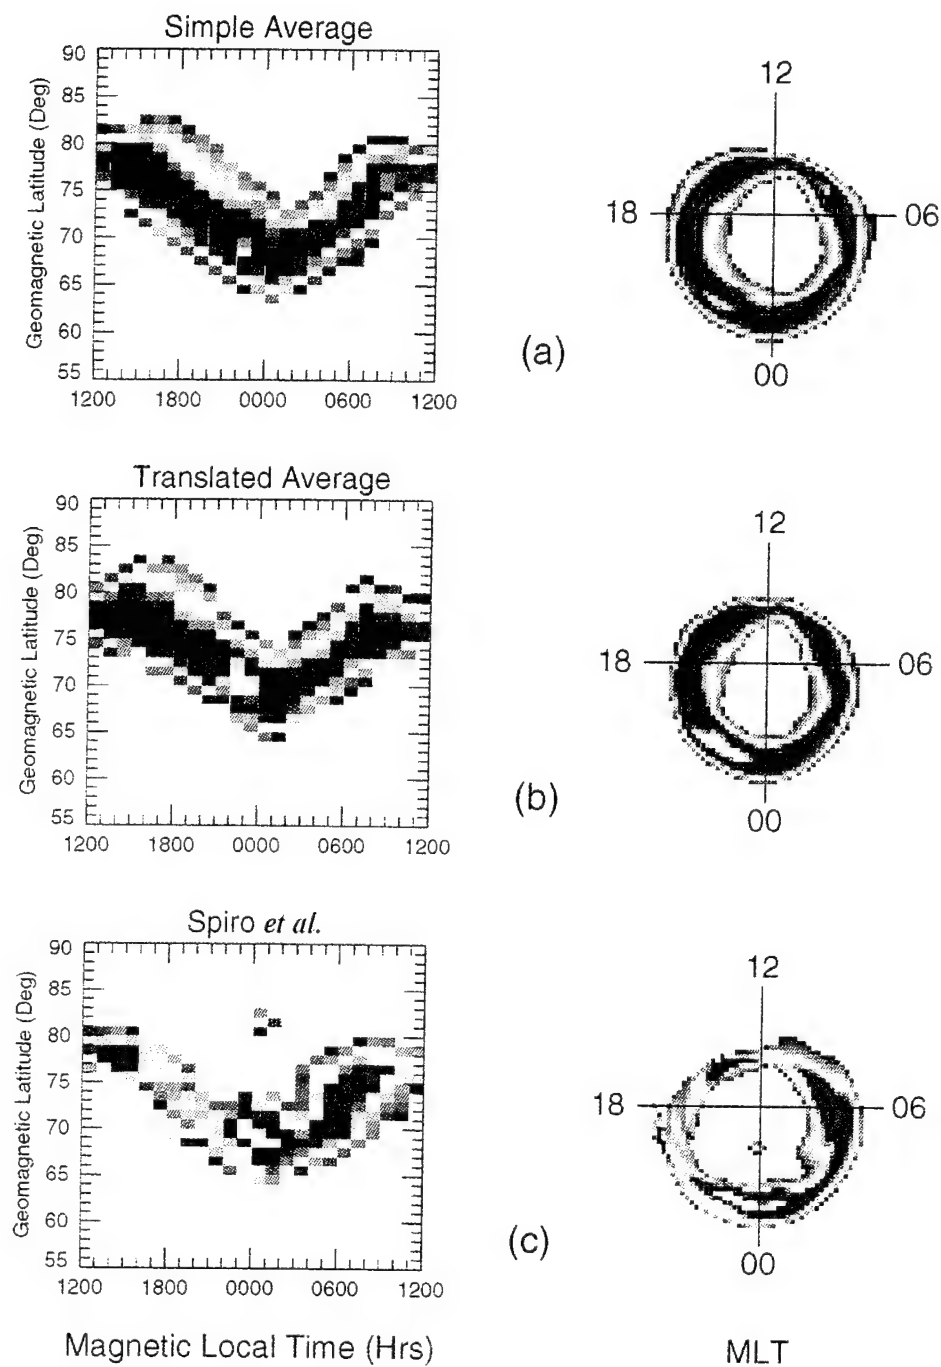 Simple Average
90
85
80
75
70
65
60
55
Geomagnetic Latitude (Deg)
1200 1800 0000 0600 1200
12
18
06
00
(a)
Translated Average
90
85
80
75
70
65
60
55
Geomagnetic Latitude (Deg)
1200 1800 0000 0600 1200
12
18
06
00
(b)
Spiro et al.
90
85
80
75
70
65
60
55
Geomagnetic Latitude (Deg)
1200 1800 0000 0600 1200
12
18
06
00
(c)
Magnetic Local Time (Hrs)
MLT